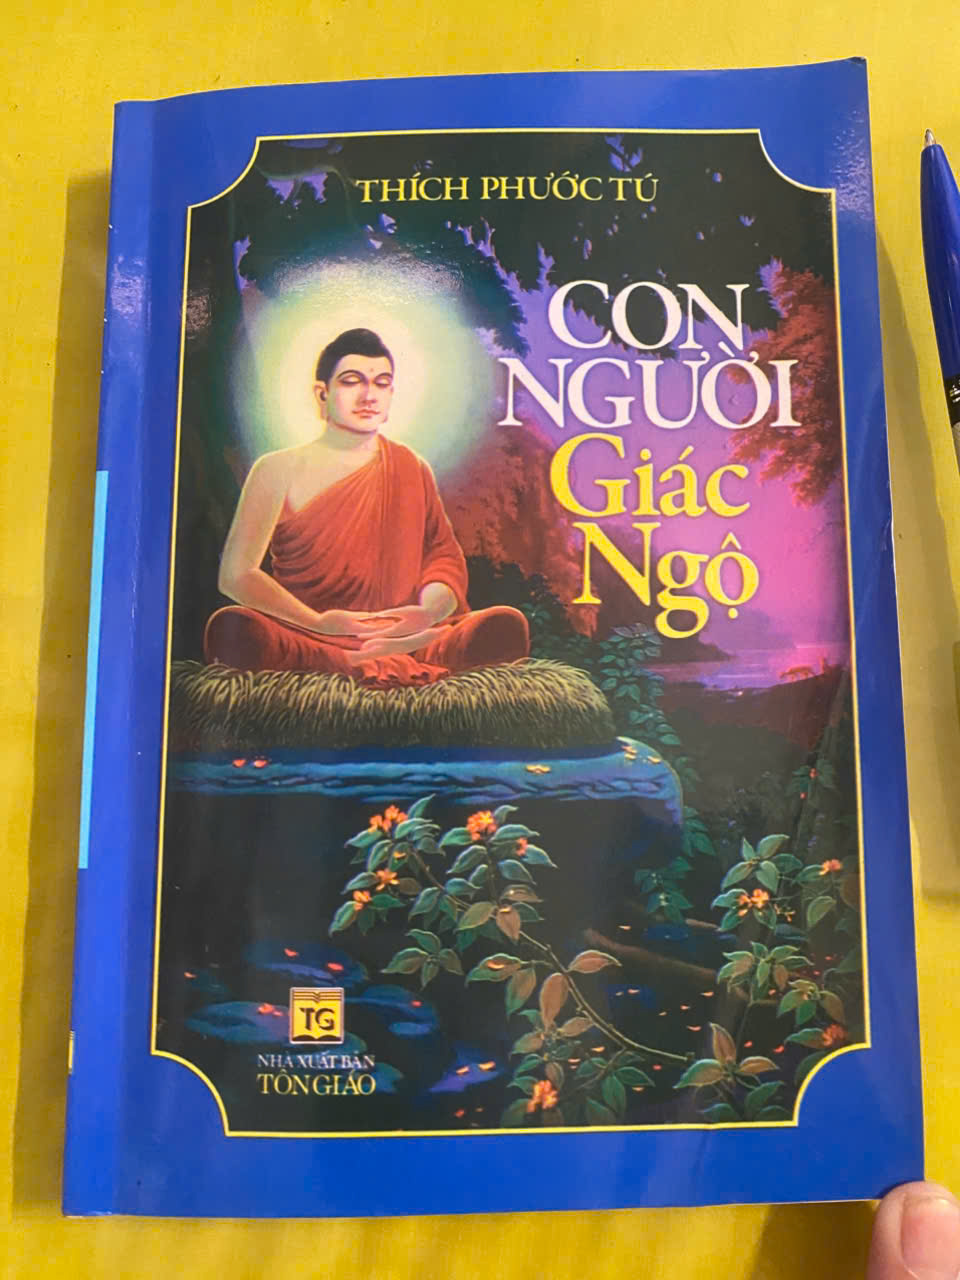 THÍCH PHƯỚC TÚ
CON
NGƯỜI
Giác
Ngộ
TG
NHÀ XUẤT BẢN
TÔN GIÁO